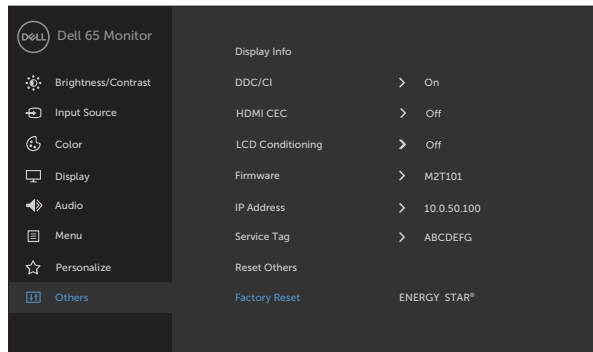 DELL Dell 65 Monitor
Display Info
Brightness/Contrast DDC/CI > On
Input Source HDMI CEC > Off
Color LCD Conditioning > Off
Display Firmware > M2T101
Audio IP Address > 10.0.50.100
Menu Service Tag > ABCDEFG
Personalize Reset Others
Others Factory Reset ENERGY STAR®